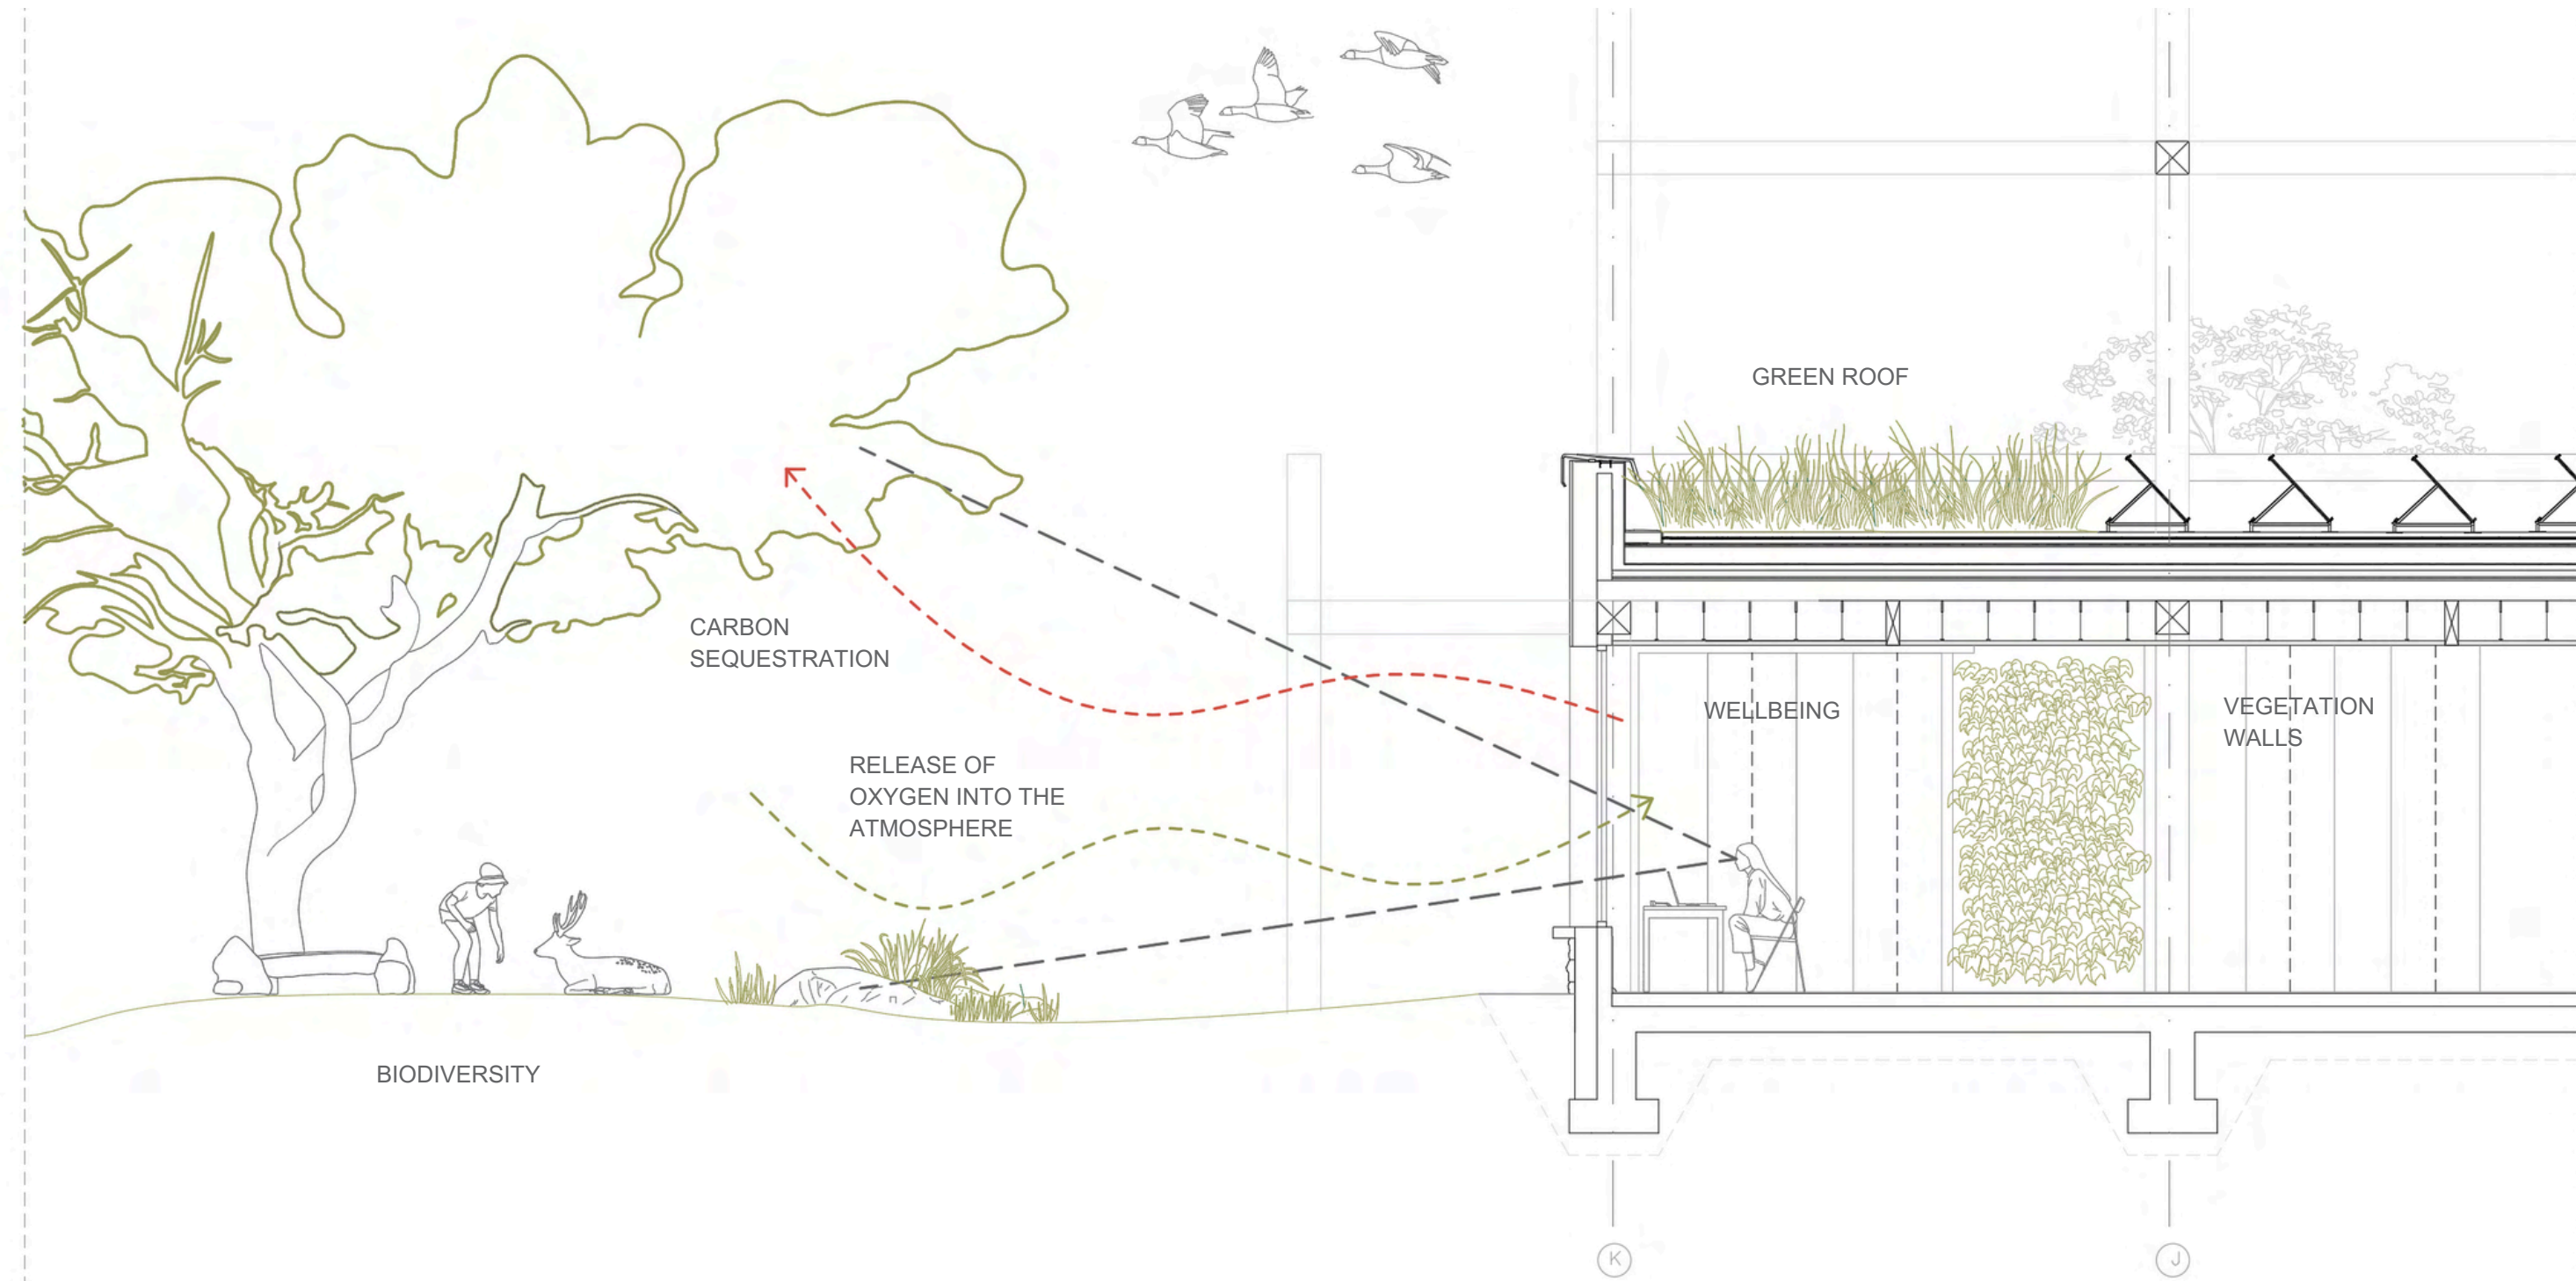 GREEN ROOF
CARBON
SEQUESTRATION
WELLBEING
VEGETATION
WALLS
RELEASE OF
OXYGEN INTO THE
ATMOSPHERE
BIODIVERSITY
K
J